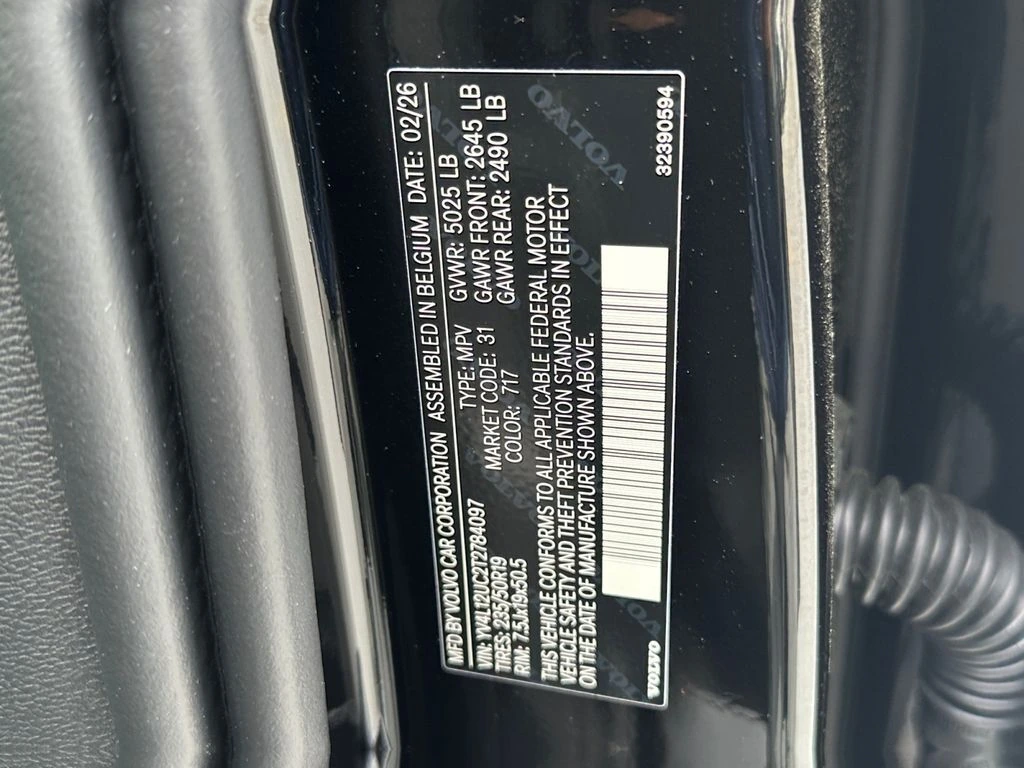 MFD BY VOLVO CAR CORPORATION ASSEMBLED IN BELGIUM DATE: 02/26
VIN: YV4L12UC2T2784097 TYPE: MPV GVWR: 5025 LB
TIRES: 235/50R19 MARKET CODE: 31 GAWR FRONT: 2645 LB
RIM: 7.5Jx19x50.5 COLOR: 717 GAWR REAR: 2490 LB
THIS VEHICLE CONFORMS TO ALL APPLICABLE FEDERAL MOTOR
VEHICLE SAFETY AND THEFT PREVENTION STANDARDS IN EFFECT
ON THE DATE OF MANUFACTURE SHOWN ABOVE.
VOLVO 32390594